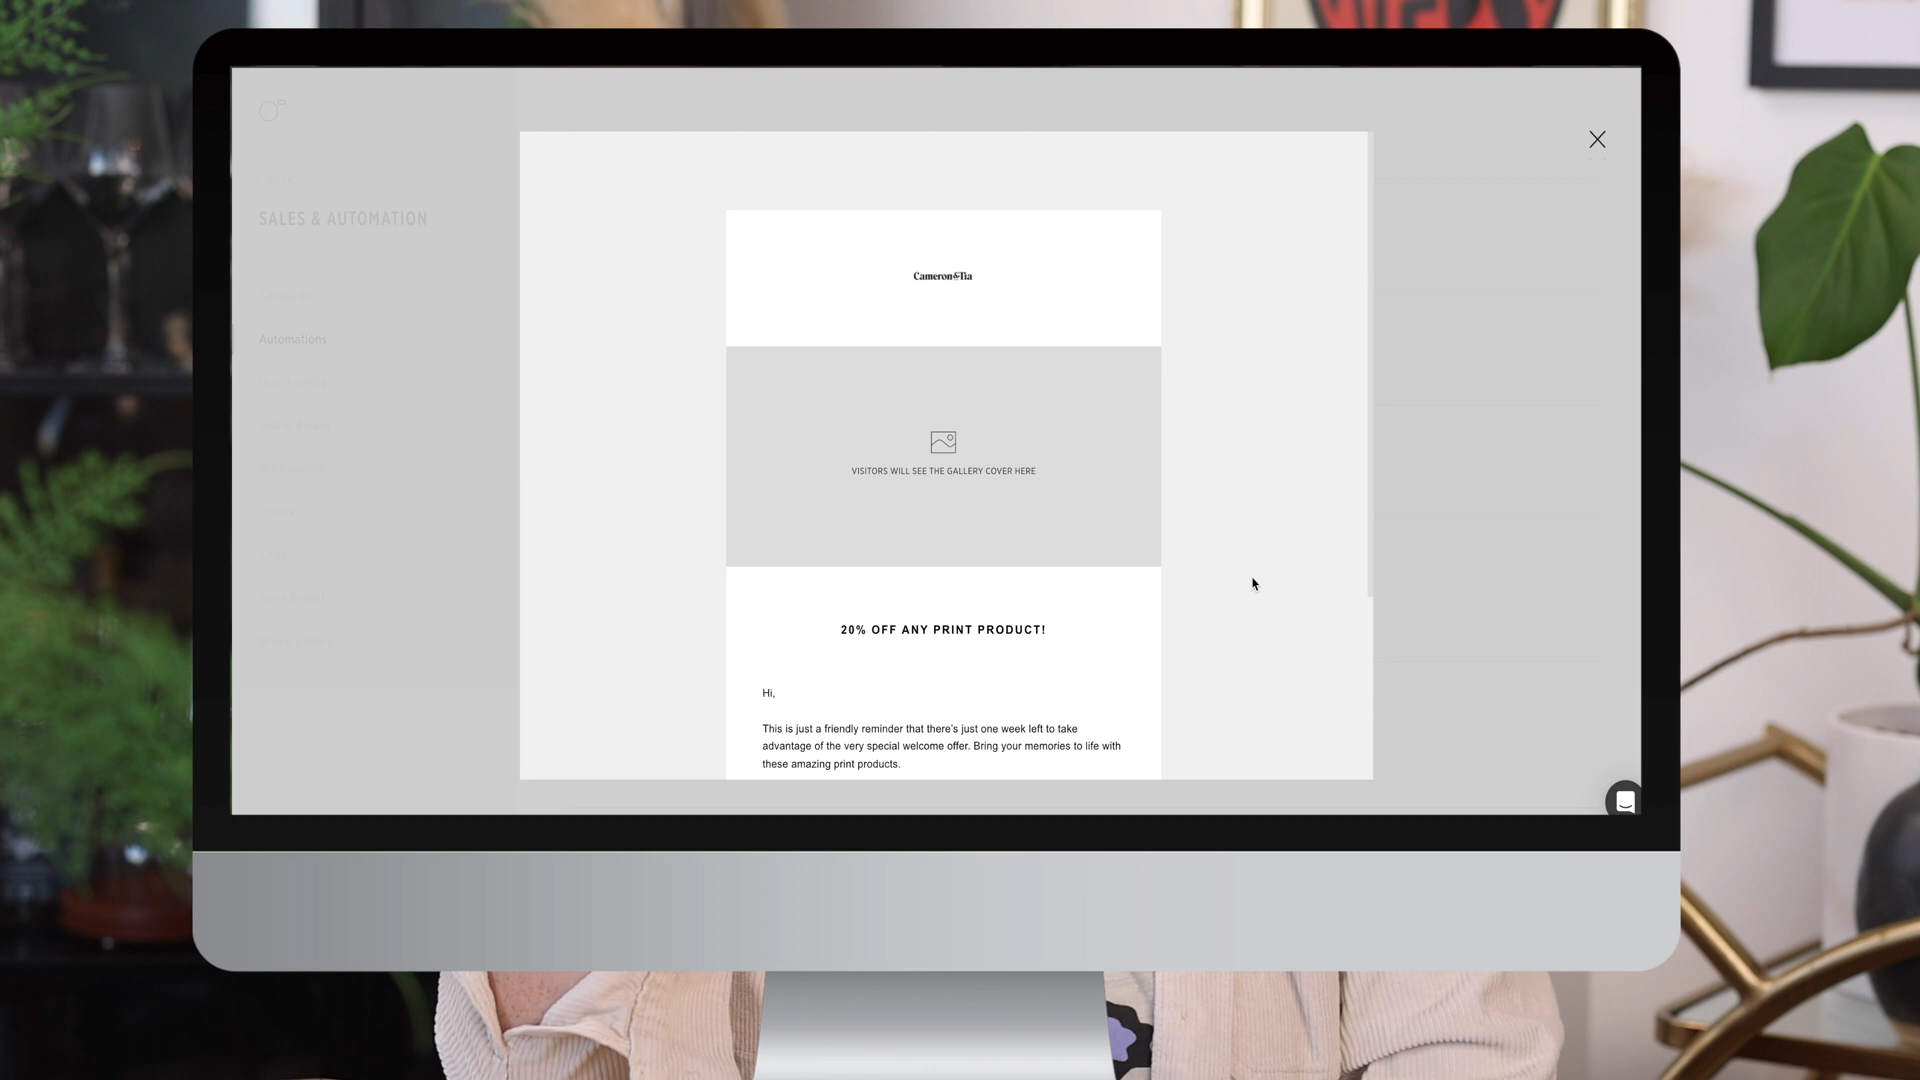 SALES & AUTOMATION
Automations
Cameron&Tia
VISITORS WILL SEE THE GALLERY COVER HERE
20% OFF ANY PRINT PRODUCT!
Hi,
This is just a friendly reminder that there's just one week left to take
advantage of the very special welcome offer. Bring your memories to life with
these amazing print products.